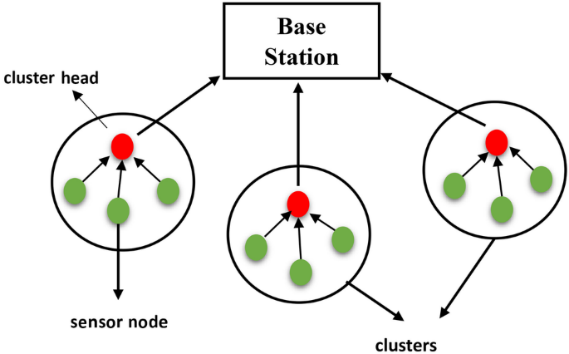 Base
Station
cluster head
sensor node
clusters